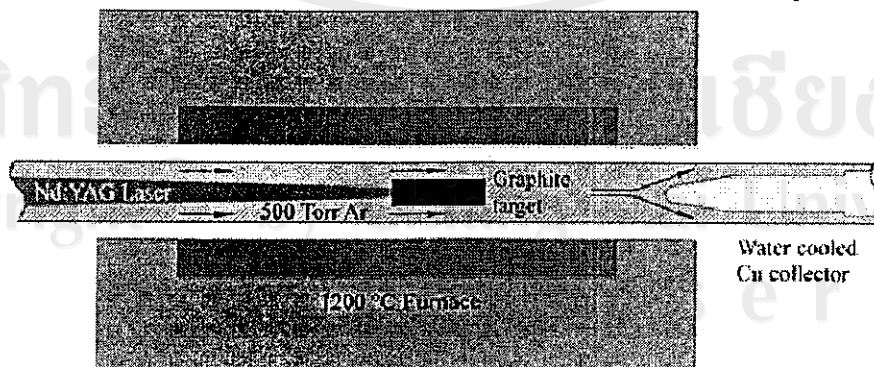 Nd-YAG Laser
Graphite
target
500 Torr Ar
Water cooled
Cu collector
1200 °C Furnace